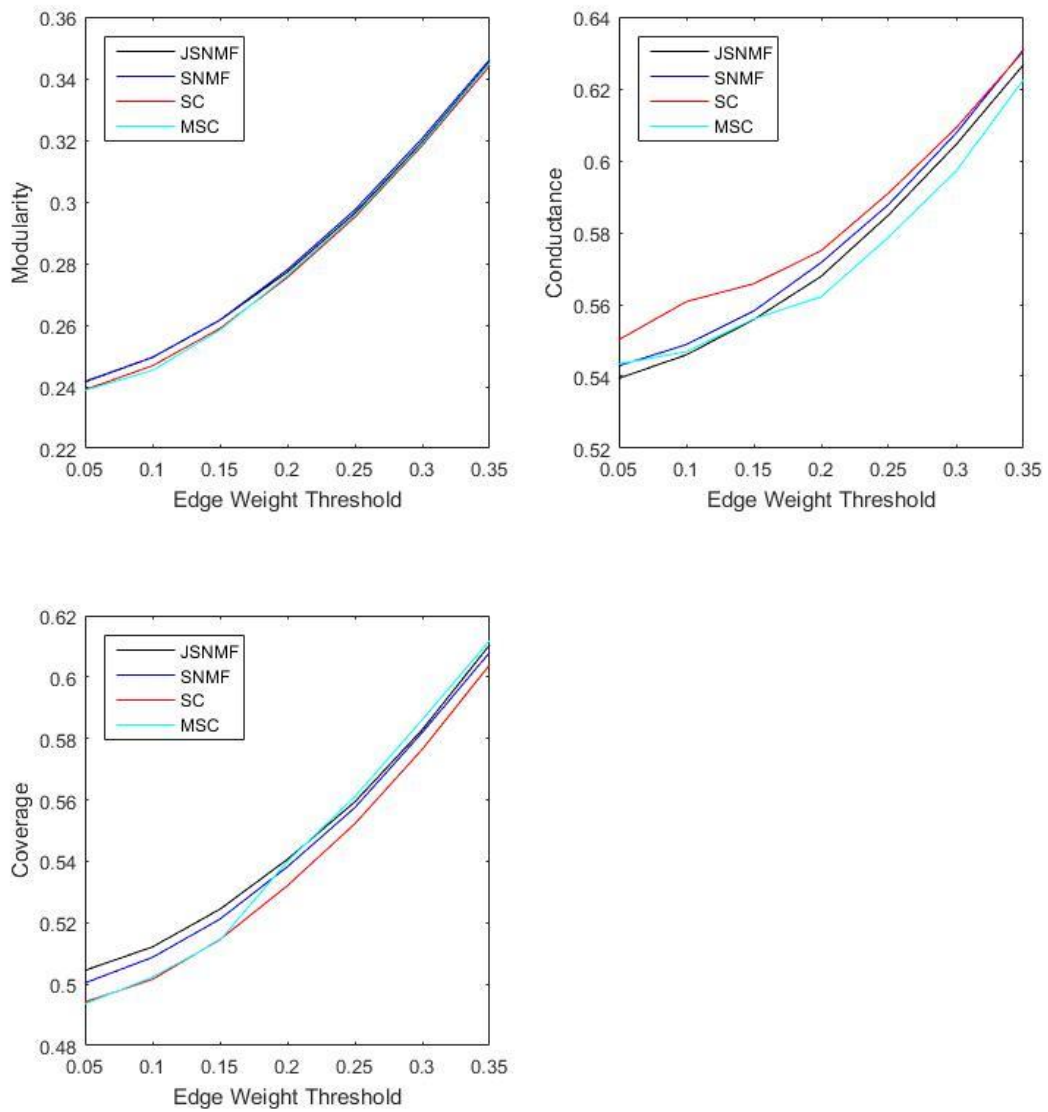 0.36
0.34
0.32
0.3
0.28
0.26
0.24
0.22
Modularity
JSNMF
SNMF
SC
MSC
0.05 0.1 0.15 0.2 0.25 0.3 0.35
Edge Weight Threshold
0.64
0.62
0.6
0.58
0.56
0.54
0.52
Conductance
JSNMF
SNMF
SC
MSC
0.05 0.1 0.15 0.2 0.25 0.3 0.35
Edge Weight Threshold
0.62
0.6
0.58
0.56
0.54
0.52
0.5
0.48
Coverage
JSNMF
SNMF
SC
MSC
0.05 0.1 0.15 0.2 0.25 0.3 0.35
Edge Weight Threshold